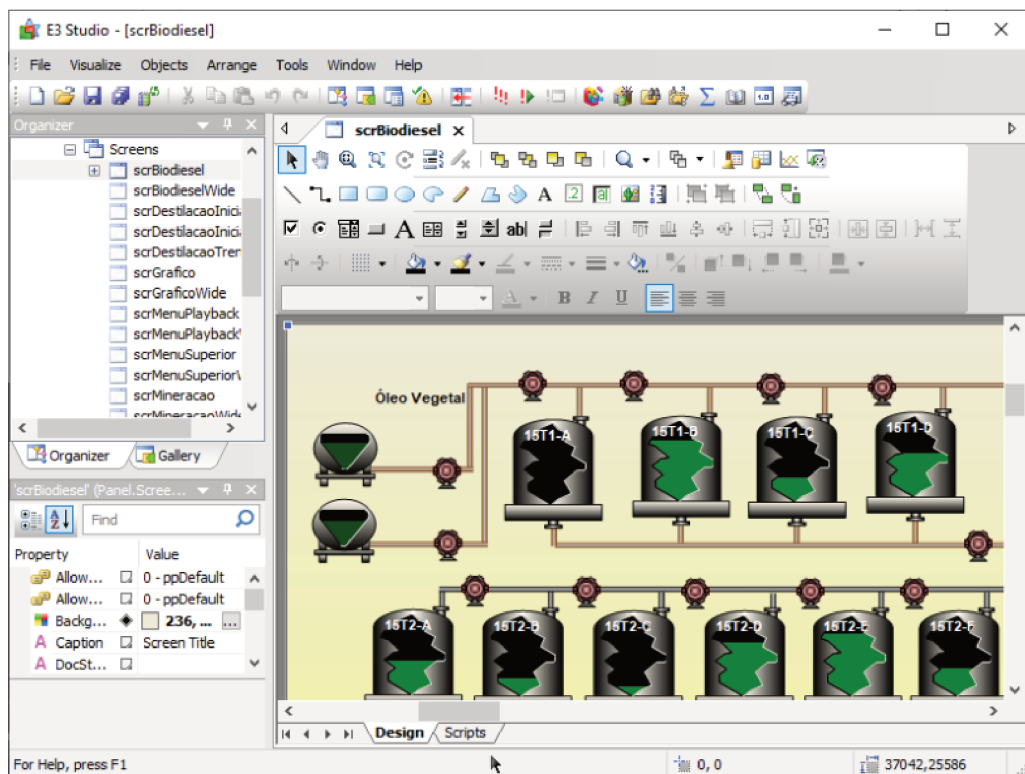 E3 Studio - [scrBiodiesel]
File Visualize Objects Arrange Tools Window Help
Organizer
Screens
scrBiodiesel
scrBiodieselWide
scrDestilacaoInici
scrDestilacaoInici
scrDestilacaoTrer
scrGrafico
scrGraficoWide
scrMenuPlayback
scrMenuPlayback
scrMenuSuperior
scrMenuSuperior
scrMineracao
scrMineracaoWide
Organizer Gallery
'scrBiodiesel' (Panel.Scree...
Find
Property Value
Allow... 0 - ppDefault
Allow... 0 - ppDefault
Backg... 236, ... ...
Caption Screen Title
DocSt...
scrBiodiesel
B I U
Óleo Vegetal
15T1-A 15T1-B 15T1-C 15T1-D
15T2-A 15T2-B 15T2-C 15T2-D 15T2-E 15T2-F
Design Scripts
For Help, press F1 0, 0 37042,25586